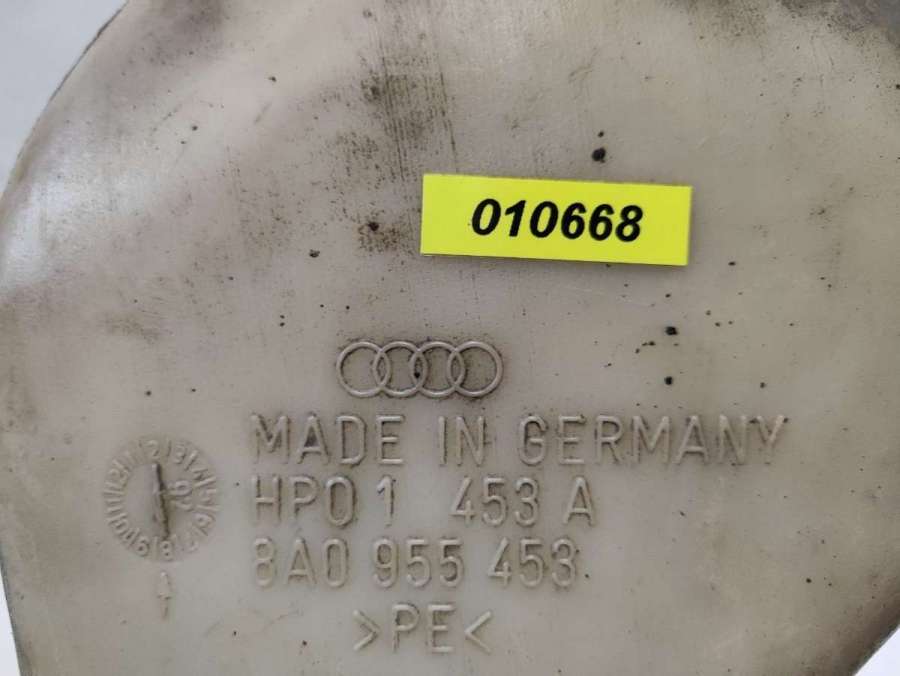 010668
MADE IN GERMANY
HP0 1 453 A
8A0 955 453
>PE<